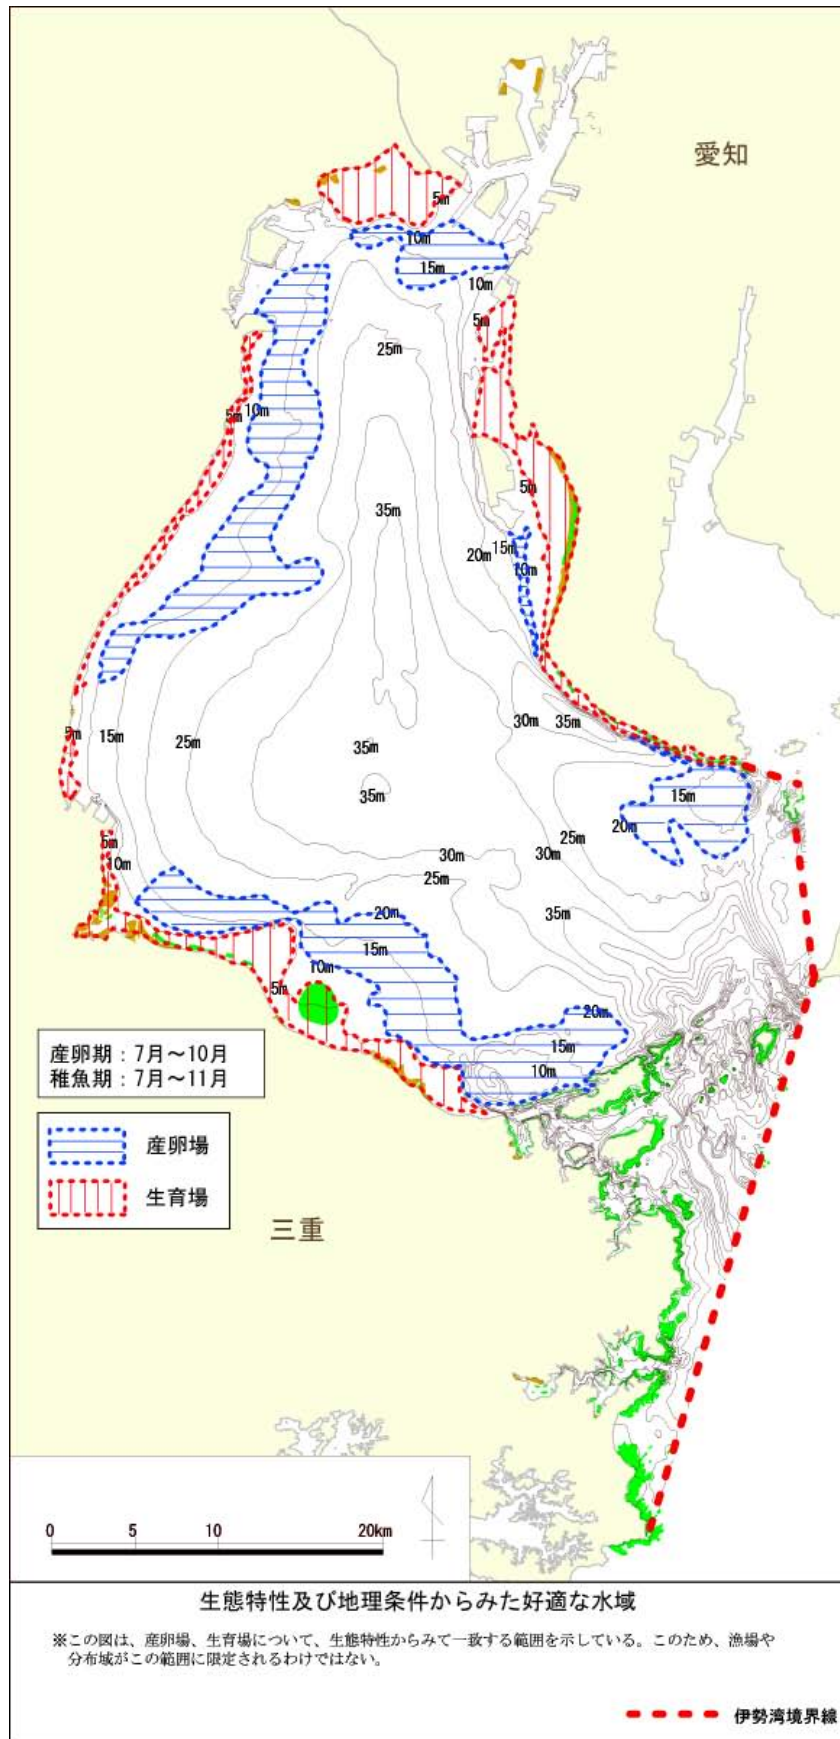 愛知
5m
10m
15m
10m
5m
25m
5m
10m
5m
35m
15m
20m
10m
30m
35m
5m
15m
25m
35m
35m
15m
20m
25m
5m
10m
30m
30m
25m
20m
35m
15m
10m
5m
20m
15m
10m
産卵期：7月～10月
稚魚期：7月～11月
産卵場
生育場
三重
0 5 10 20km
生態特性及び地理条件からみた好適な水域
※この図は、産卵場、生育場について、生態特性からみて一致する範囲を示している。このため、漁場や
分布域がこの範囲に限定されるわけではない。
伊勢湾境界線